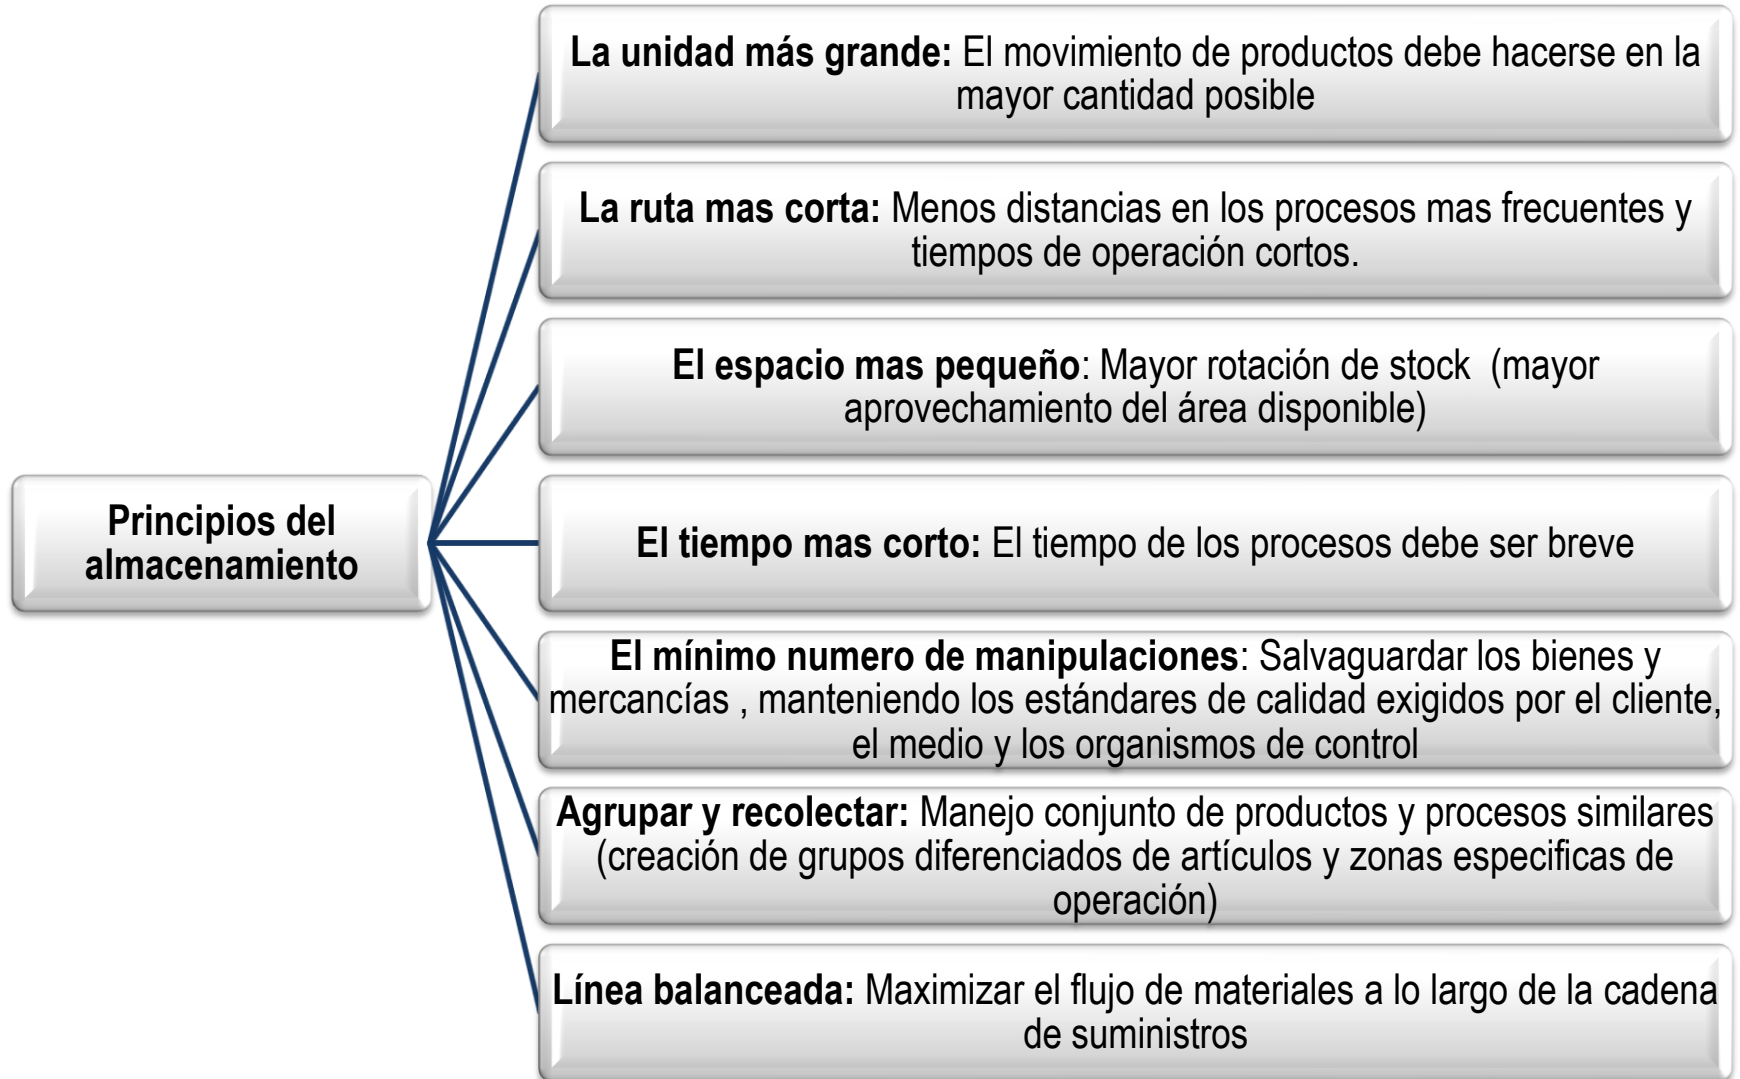 La unidad más grande: El movimiento de productos debe hacerse en la
mayor cantidad posible
La ruta mas corta: Menos distancias en los procesos mas frecuentes y
tiempos de operación cortos.
El espacio mas pequeño: Mayor rotación de stock (mayor
aprovechamiento del área disponible)
Principios del
almacenamiento
El tiempo mas corto: El tiempo de los procesos debe ser breve
El mínimo numero de manipulaciones: Salvaguardar los bienes y
mercancías , manteniendo los estándares de calidad exigidos por el cliente,
el medio y los organismos de control
Agrupar y recolectar: Manejo conjunto de productos y procesos similares
(creación de grupos diferenciados de artículos y zonas especificas de
operación)
Línea balanceada: Maximizar el flujo de materiales a lo largo de la cadena
de suministros